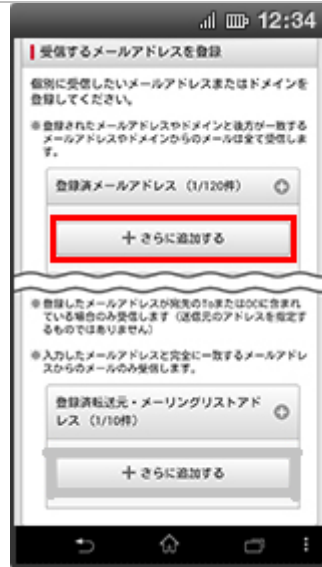 12:34
受信するメールアドレスを登録
個別に受信したいメールアドレスまたはドメインを
登録してください。
※登録されたメールアドレスやドメインと後方が一致する
メールアドレスやドメインからのメールは全て受信しま
す。
登録済メールアドレス（1/120件）
＋さらに追加する
※登録したメールアドレスが宛先のToまたはCCに含まれ
ている場合のみ受信します（送信元のアドレスを指定す
るものではありません）
※入力したメールアドレスと完全に一致するメールアドレ
スからのメールのみ受信します。
登録済転送元・メーリングリストアド
レス（1/10件）
＋さらに追加する